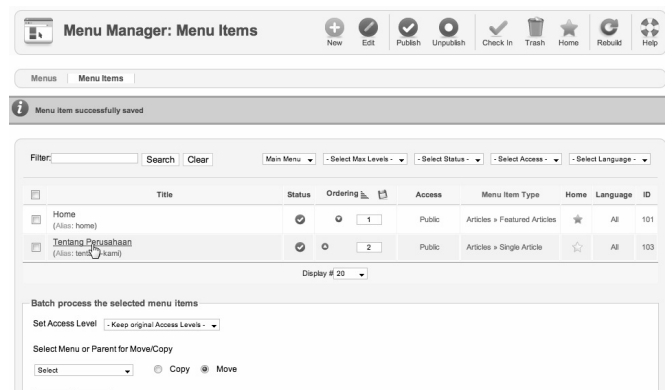 Menu Manager: Menu Items
New Edit Publish Unpublish Check In Trash Home Rebuild Help
Menus Menu Items
Menu item successfully saved
Filter: Search Clear Main Menu - Select Max Levels - - Select Status - - Select Access - - Select Language -
Title Status Ordering Access Menu Item Type Home Language ID
Home 1 Public Articles » Featured Articles All 101
(Alias: home)
Tentang Perusahaan 2 Public Articles » Single Article All 103
(Alias: -kami)
Display # 20
Batch process the selected menu items
Set Access Level - Keep original Access Levels -
Select Menu or Parent for Move/Copy
Select Copy Move